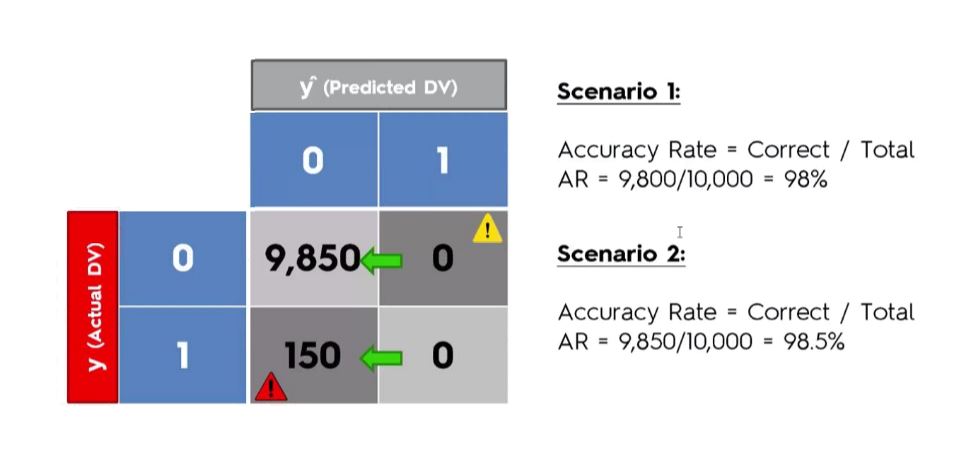 ŷ (Predicted DV)
0 1
y (Actual DV)
0 9,850 0
1 150 0
Scenario 1:
Accuracy Rate = Correct / Total
AR = 9,800/10,000 = 98%
Scenario 2:
Accuracy Rate = Correct / Total
AR = 9,850/10,000 = 98.5%